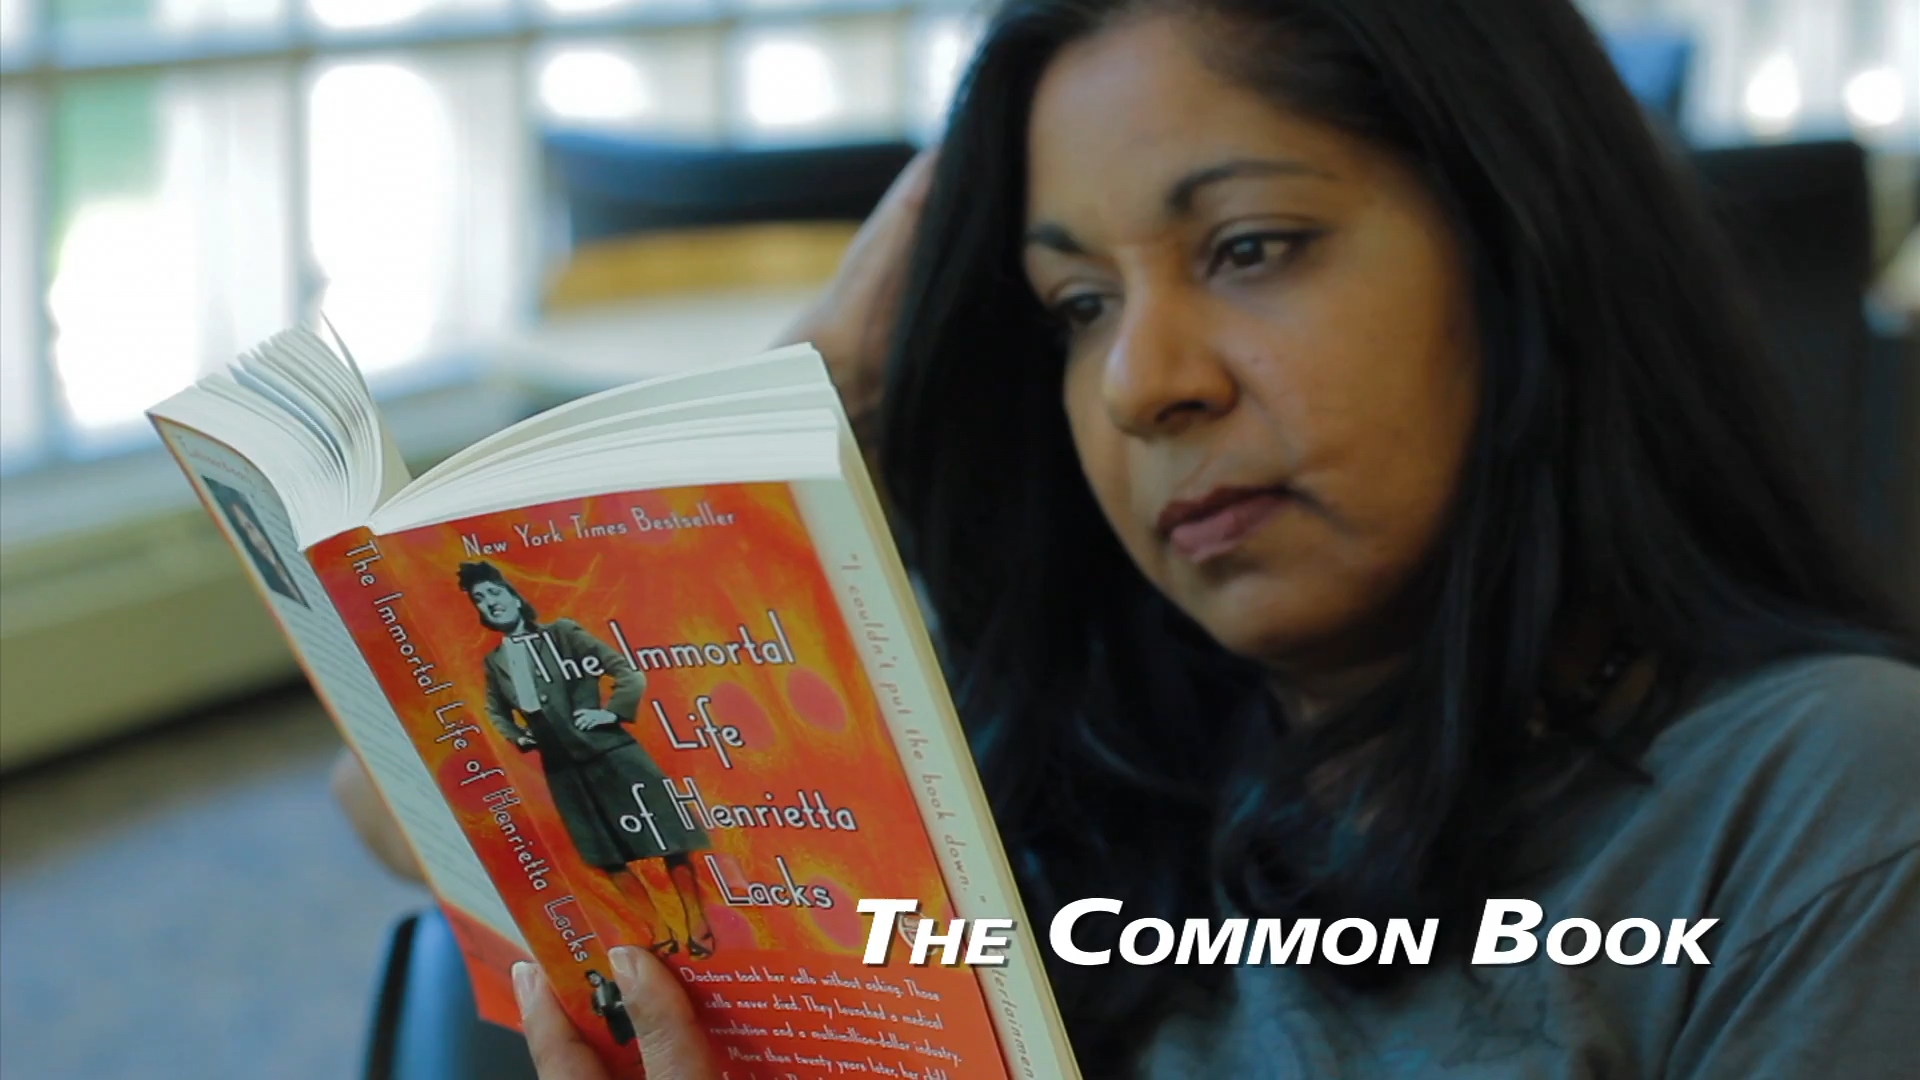 New York Times Bestseller
The Immortal
Life
of Henrietta
Lacks
Doctors took her cells without asking. Those
cells never died. They launched a medical
revolution and a multimillion-dollar industry.
More than twenty years later, her
The Immortal Life of Henrietta Lacks
"I couldn't put the book down."
THE COMMON BOOK